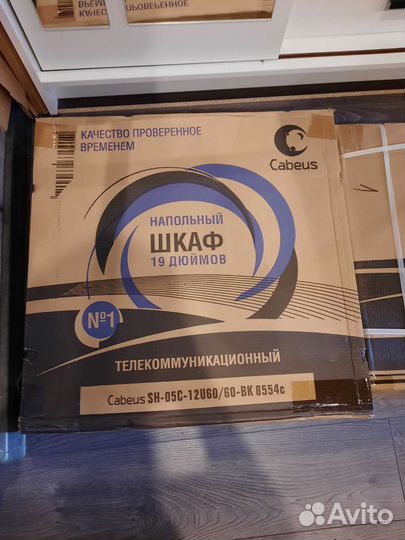 КАЧЕСТВО ПРОВЕРЕННОЕ
ВРЕМЕНЕМ
Cabeus
НАПОЛЬНЫЙ
ШКАФ
19 ДЮЙМОВ
№1
ТЕЛЕКОММУНИКАЦИОННЫЙ
Cabeus SH-05C-12U60/60-BK 8554c
Avito